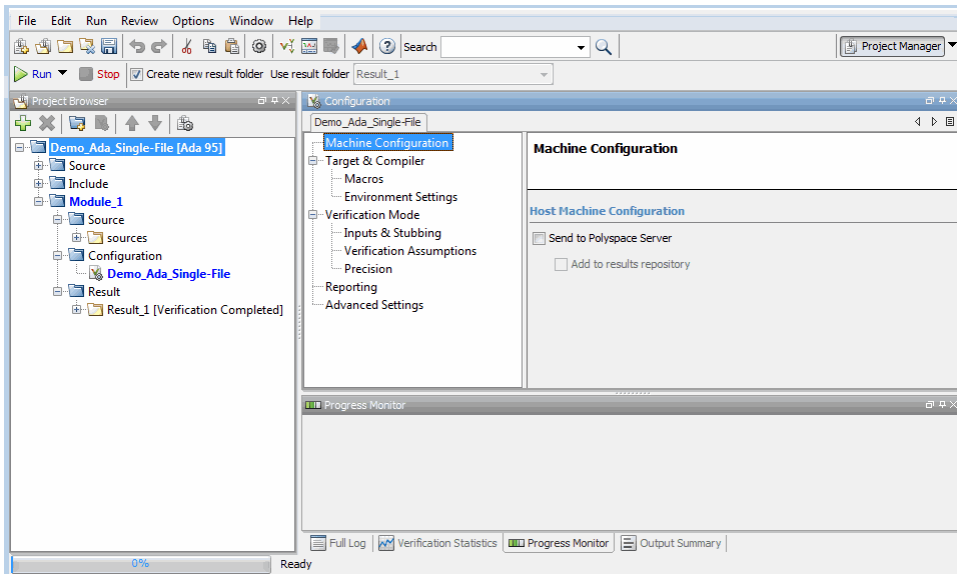 File Edit Run Review Options Window Help
Search
Project Manager
Run Stop Create new result folder Use result folder Result_1
Project Browser
Demo_Ada_Single-File [Ada 95]
Source
Include
Module_1
Source
sources
Configuration
Demo_Ada_Single-File
Result
Result_1 [Verification Completed]
Configuration
Demo_Ada_Single-File
Machine Configuration
Target & Compiler
Macros
Environment Settings
Verification Mode
Inputs & Stubbing
Verification Assumptions
Precision
Reporting
Advanced Settings
Machine Configuration
Host Machine Configuration
Send to Polyspace Server
Add to results repository
Progress Monitor
Full Log Verification Statistics Progress Monitor Output Summary
0% Ready